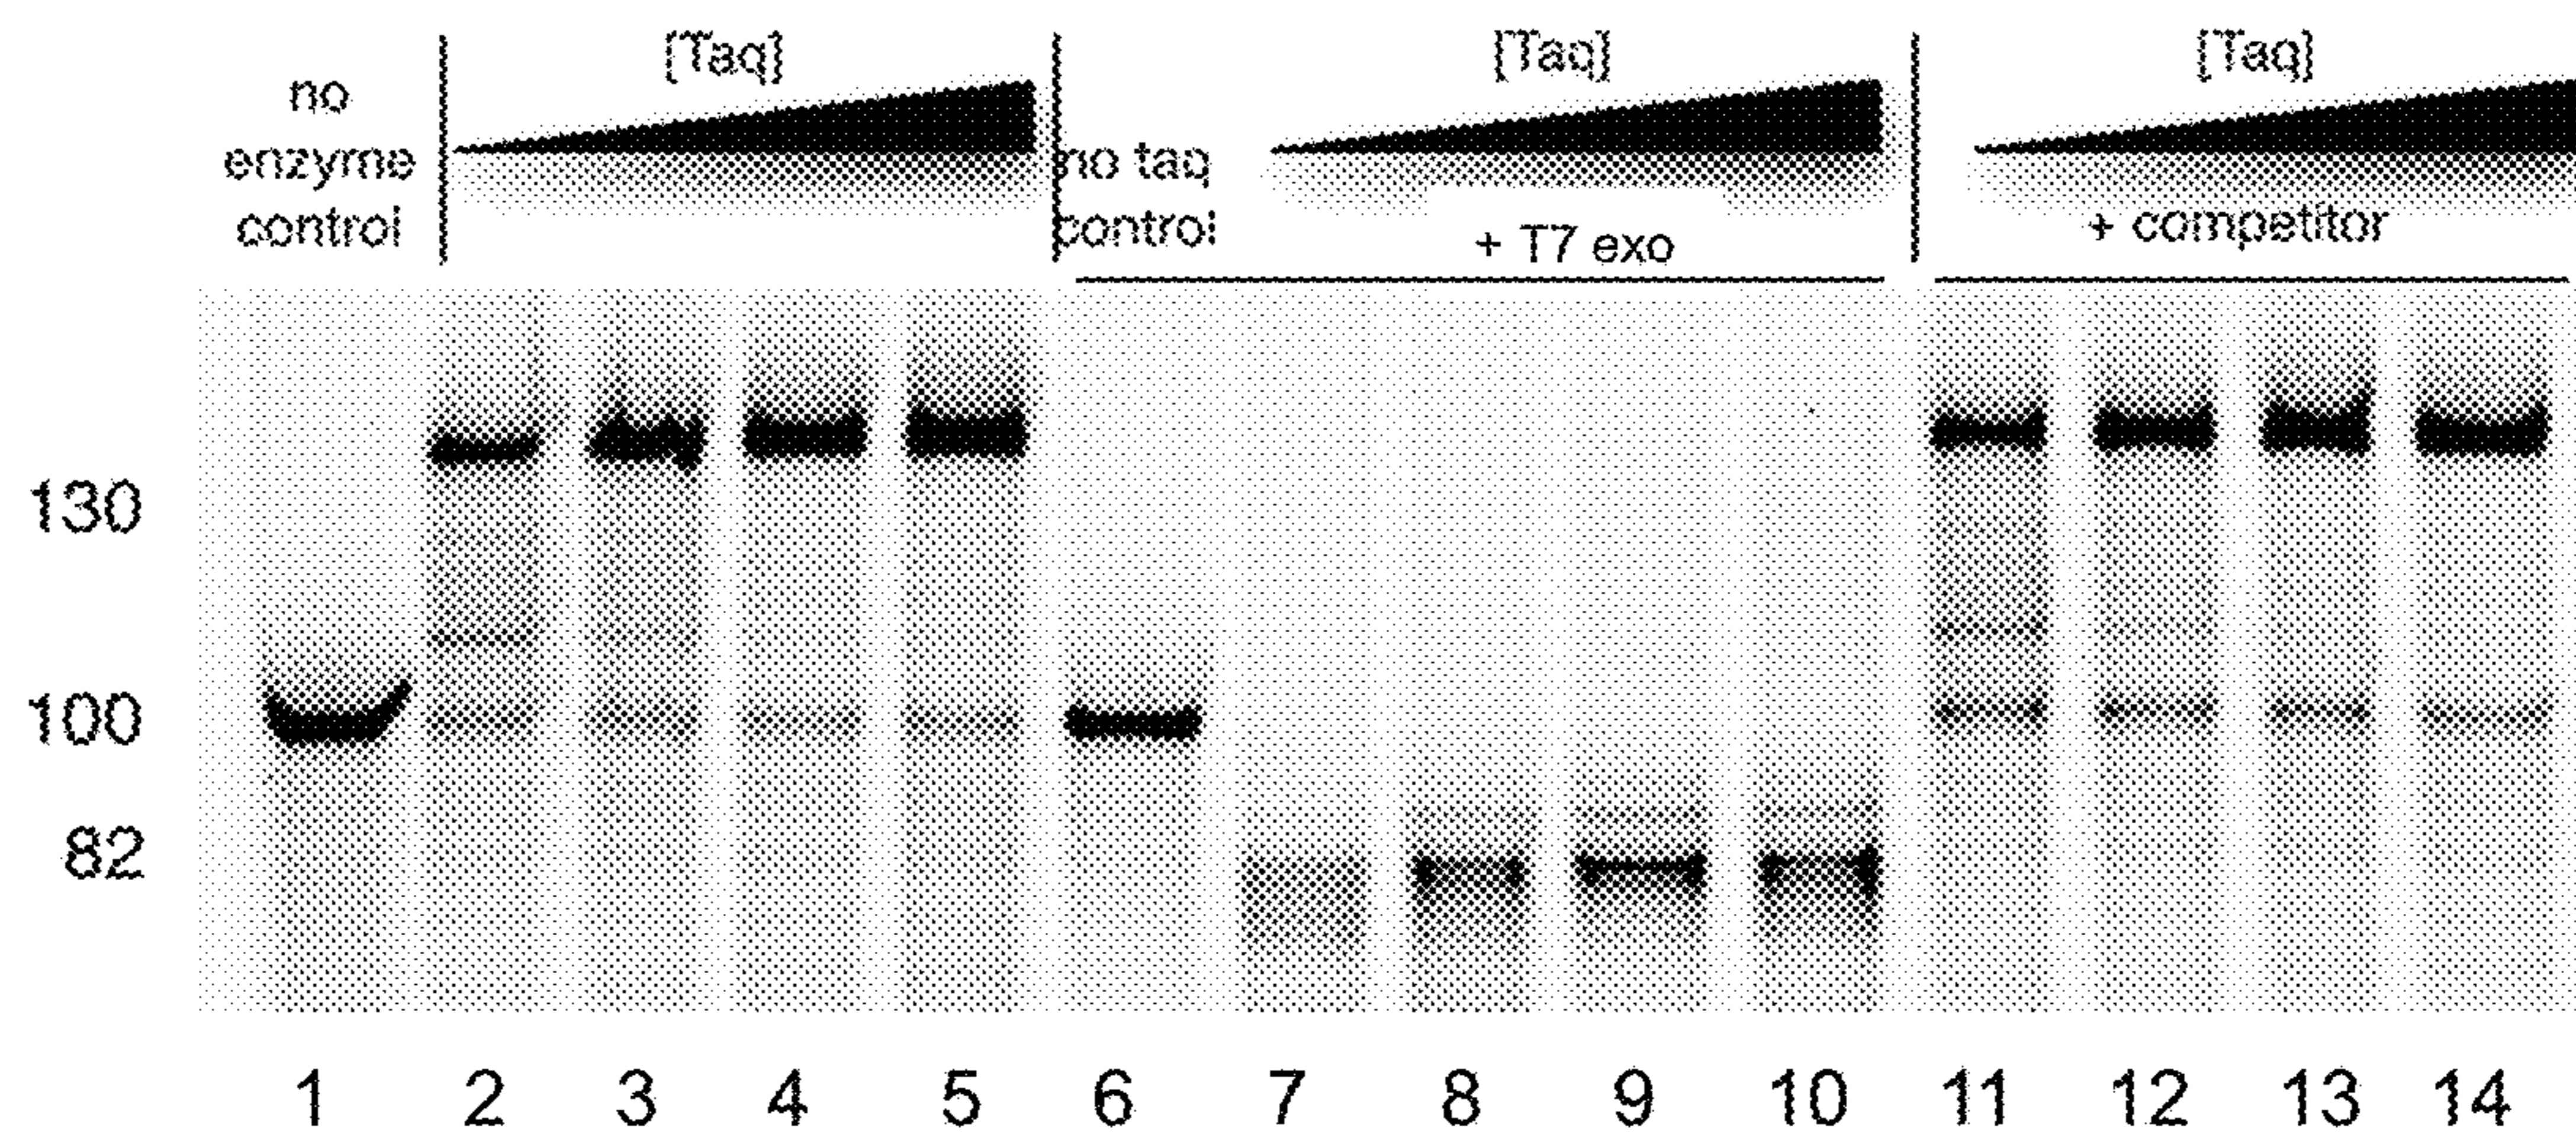 no
enzyme
control
[Taq]
no taq
control
[Taq]
+ T7 exo
[Taq]
+ competitor
130
100
82
1 2 3 4 5 6 7 8 9 10 11 12 13 14